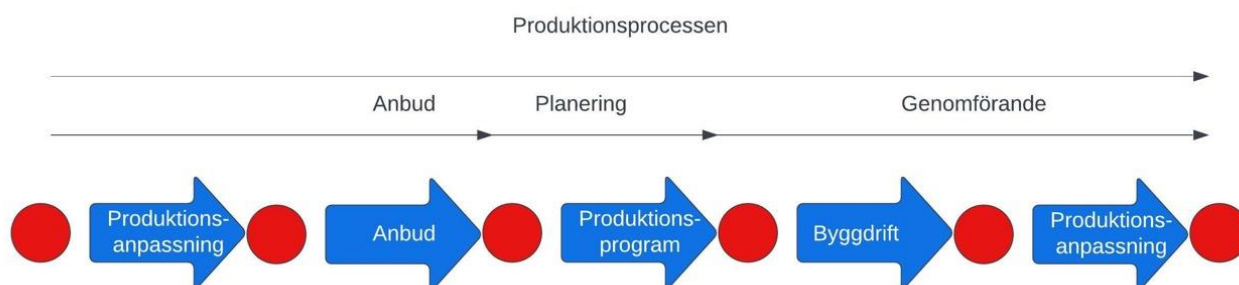 Produktionsprocessen
Anbud
Planering
Genomförande
Produktions-
anpassning
Anbud
Produktions-
program
Byggdrift
Produktions-
anpassning